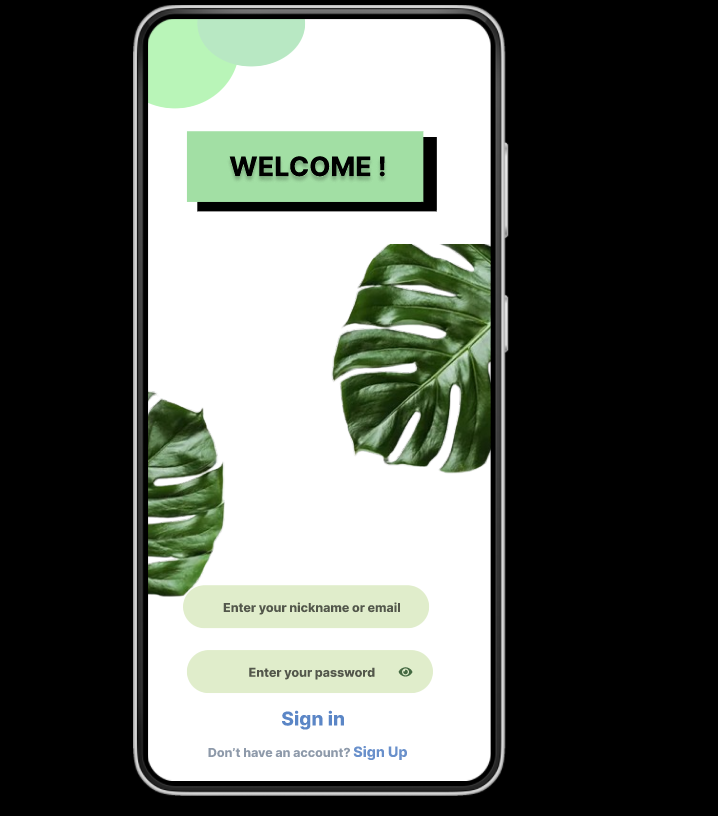 WELCOME !
Enter your nickname or email
Enter your password
Sign in
Don't have an account? Sign Up